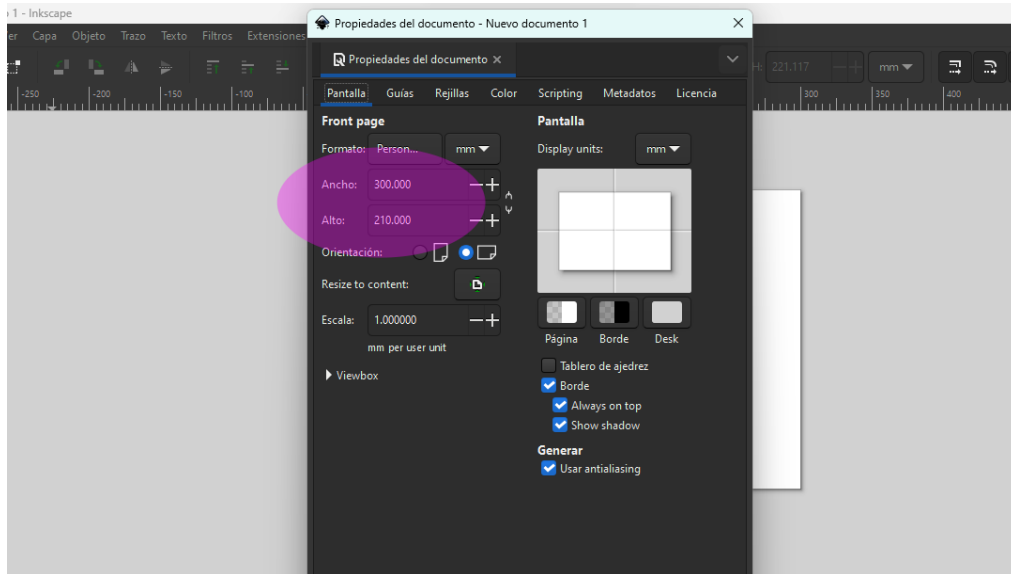 1 - Inkscape
er Capa Objeto Trazo Texto Filtros Extensiones
H: 221.117 mm
-250 -200 -150 -100 300 350 400
Propiedades del documento - Nuevo documento 1
Propiedades del documento
Pantalla Guías Rejillas Color Scripting Metadatos Licencia
Front page
Formato: Person... mm
Ancho: 300.000
Alto: 210.000
Orientación:
Resize to content:
Escala: 1.000000
mm per user unit
Viewbox
Pantalla
Display units: mm
Página Borde Desk
Tablero de ajedrez
Borde
Always on top
Show shadow
Generar
Usar antialiasing